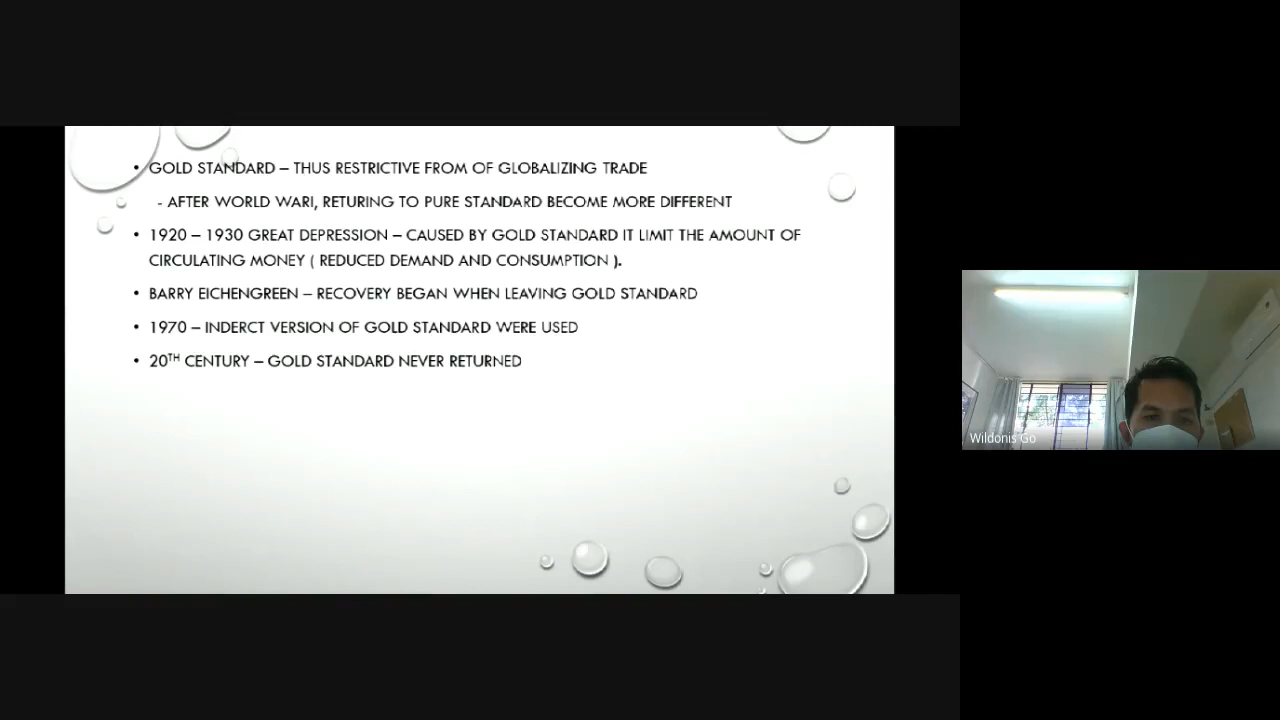 • GOLD STANDARD – THUS RESTRICTIVE FROM OF GLOBALIZING TRADE
- AFTER WORLD WARI, RETURING TO PURE STANDARD BECOME MORE DIFFERENT
• 1920 – 1930 GREAT DEPRESSION – CAUSED BY GOLD STANDARD IT LIMIT THE AMOUNT OF
CIRCULATING MONEY ( REDUCED DEMAND AND CONSUMPTION ).
• BARRY EICHENGREEN – RECOVERY BEGAN WHEN LEAVING GOLD STANDARD
• 1970 – INDERCT VERSION OF GOLD STANDARD WERE USED
• 20TH CENTURY – GOLD STANDARD NEVER RETURNED
Wildonis Go